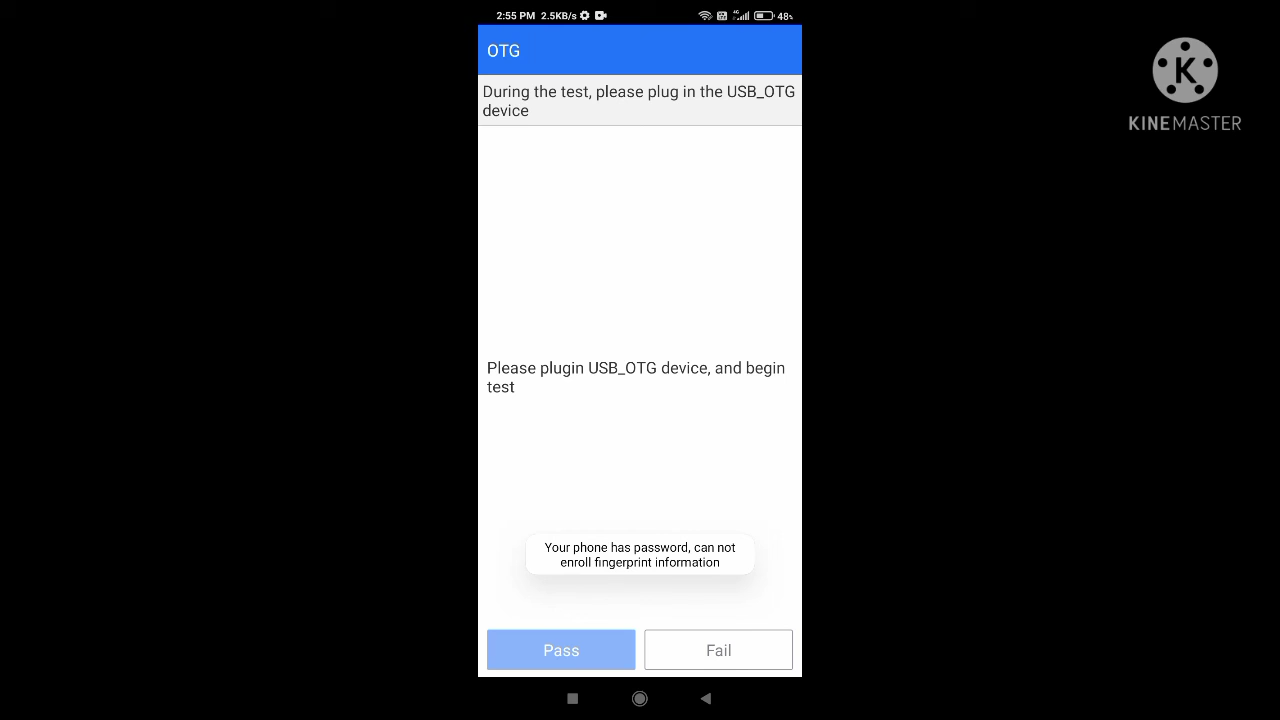 2:55 PM 2.5KB/s
4G
48%
OTG
During the test, please plug in the USB_OTG
device
K
KINEMASTER
Please plugin USB_OTG device, and begin
test
Your phone has password, can not
enroll fingerprint information
Pass
Fail